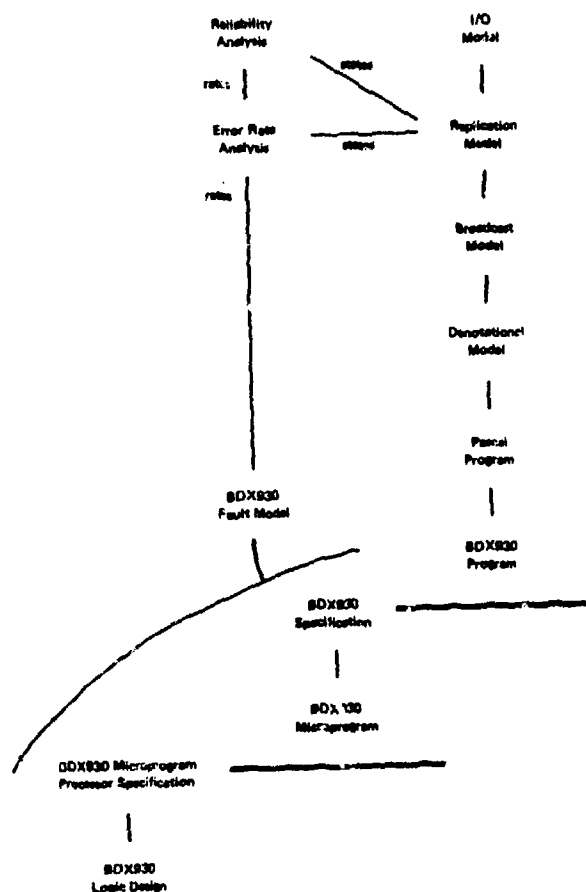 Reliability
Analysis
I/O
Model
states
rates
Error Rate
Analysis
states
Replication
Model
rates
Broadcast
Model
Denotational
Model
Pascal
Program
BDX930
Fault Model
BDX930
Program
BDX930
Specification
BDX930
Microprogram
BDX930 Microprogram
Processor Specification
BDX930
Logic Design